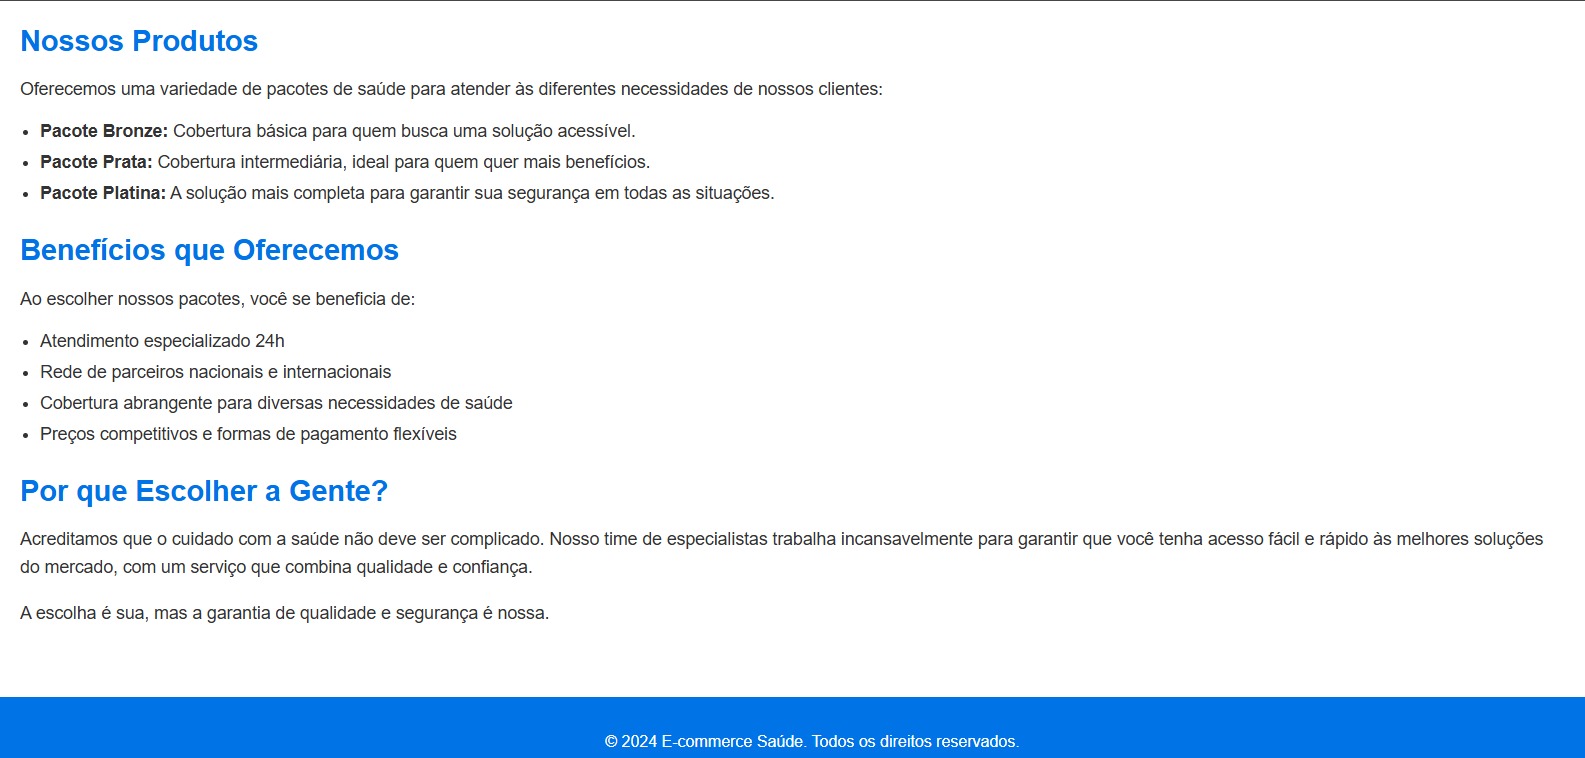 Nossos Produtos
Oferecemos uma variedade de pacotes de saúde para atender às diferentes necessidades de nossos clientes:
• Pacote Bronze: Cobertura básica para quem busca uma solução acessível.
• Pacote Prata: Cobertura intermediária, ideal para quem quer mais benefícios.
• Pacote Platina: A solução mais completa para garantir sua segurança em todas as situações.
Benefícios que Oferecemos
Ao escolher nossos pacotes, você se beneficia de:
• Atendimento especializado 24h
• Rede de parceiros nacionais e internacionais
• Cobertura abrangente para diversas necessidades de saúde
• Preços competitivos e formas de pagamento flexíveis
Por que Escolher a Gente?
Acreditamos que o cuidado com a saúde não deve ser complicado. Nosso time de especialistas trabalha incansavelmente para garantir que você tenha acesso fácil e rápido às melhores soluções
do mercado, com um serviço que combina qualidade e confiança.
A escolha é sua, mas a garantia de qualidade e segurança é nossa.
© 2024 E-commerce Saúde. Todos os direitos reservados.